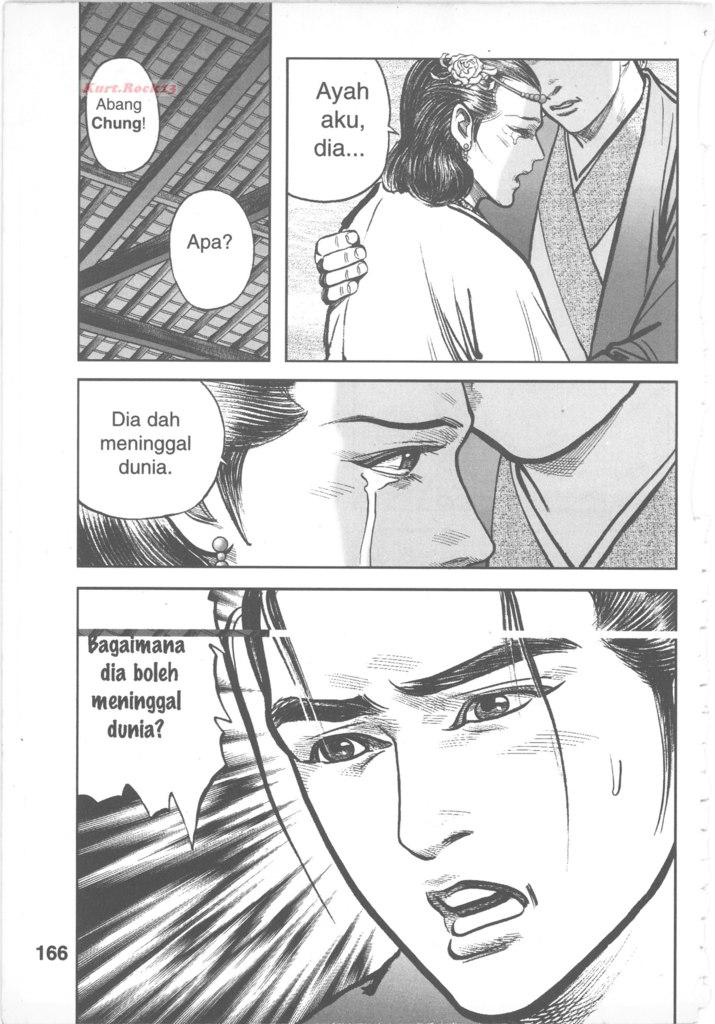 Kurt.Rock13
Abang
Chung!
Apa?
Ayah
aku,
dia...
Dia dah
meninggal
dunia.
Bagaimana
dia boleh
meninggal
dunia?
166